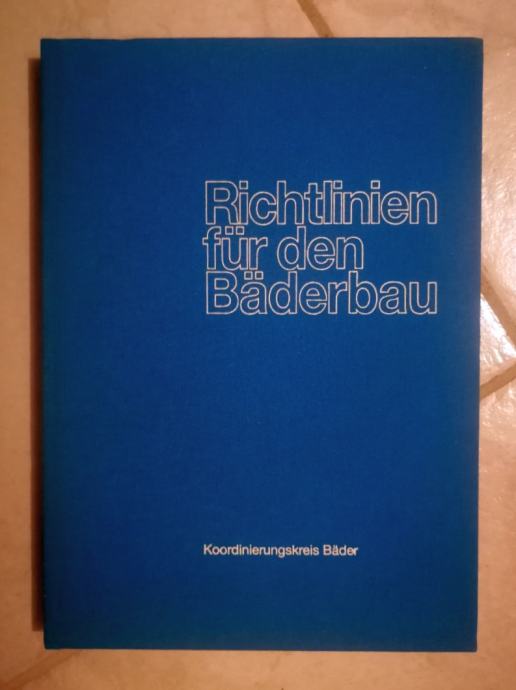 Richtlinien
für den
Bäderbau
Koordinierungskreis Bäder